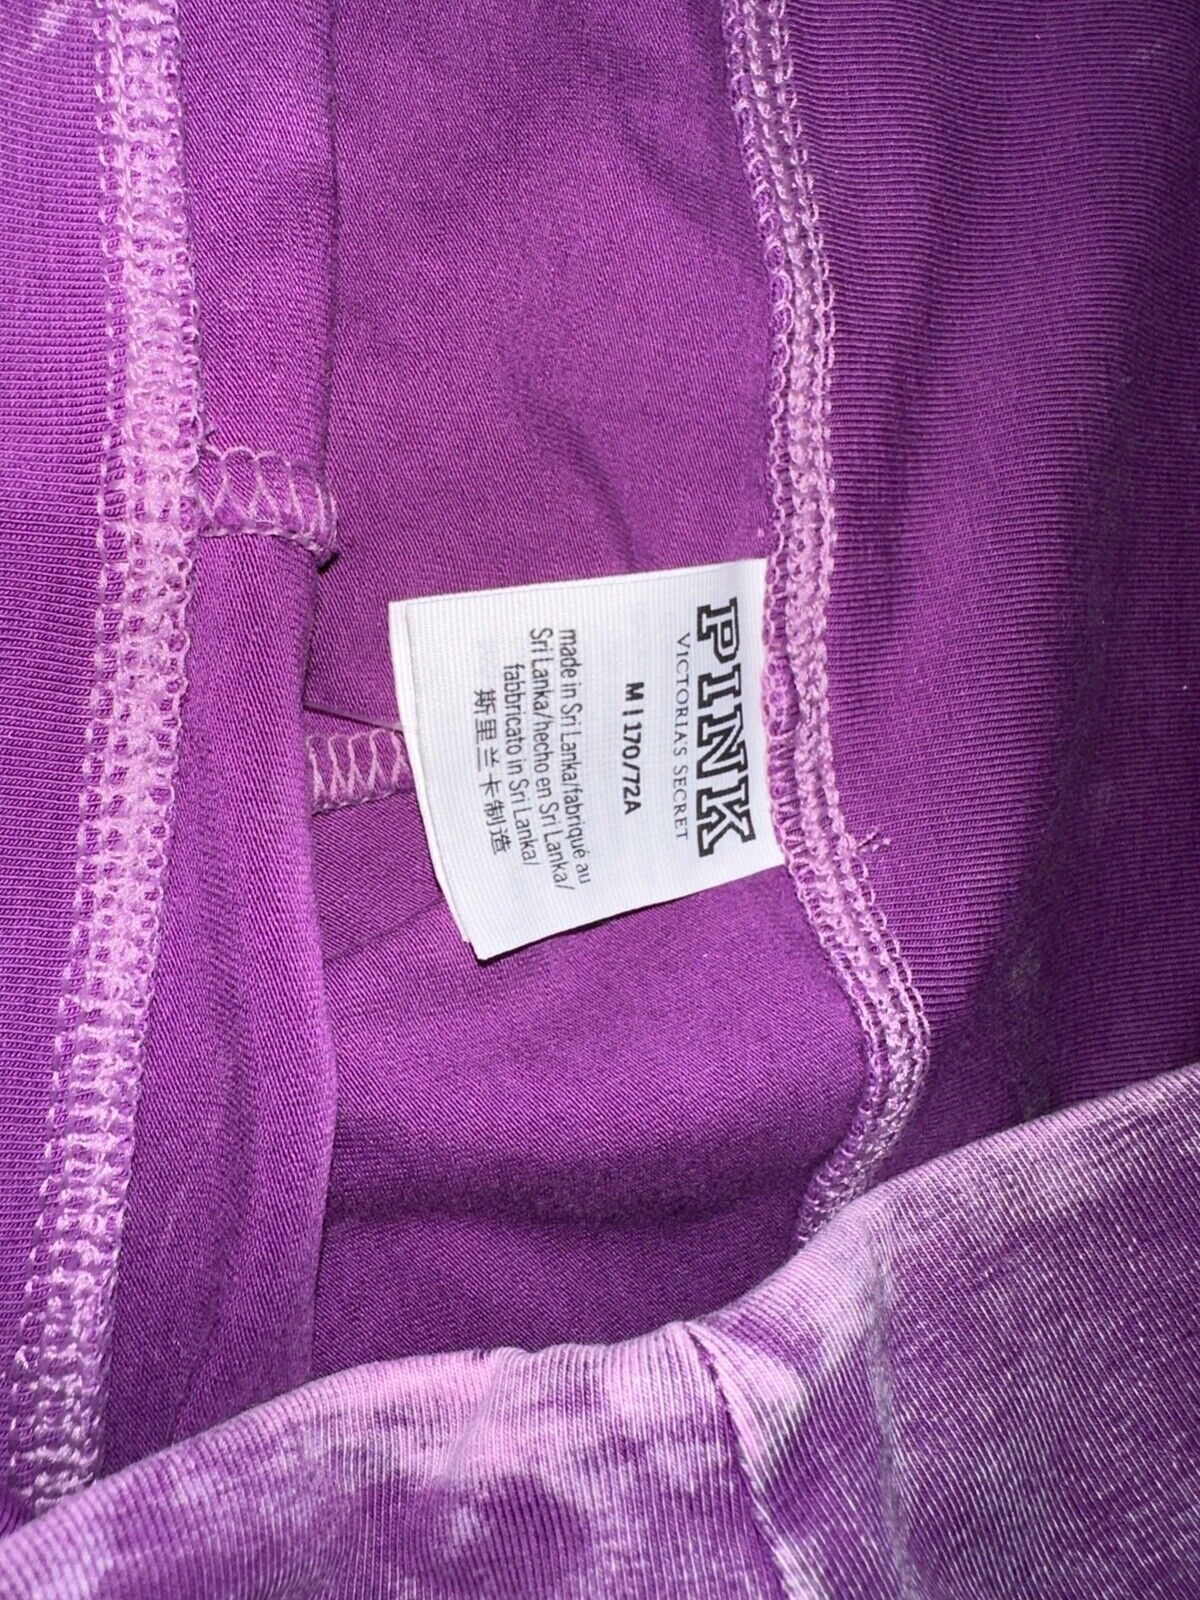 PINK
VICTORIA'S SECRET
M | 170/72A
made in Sri Lanka/fabriqué au
Sri Lanka/hecho en Sri Lanka/
fabbricato in Sri Lanka/
斯里兰卡制造